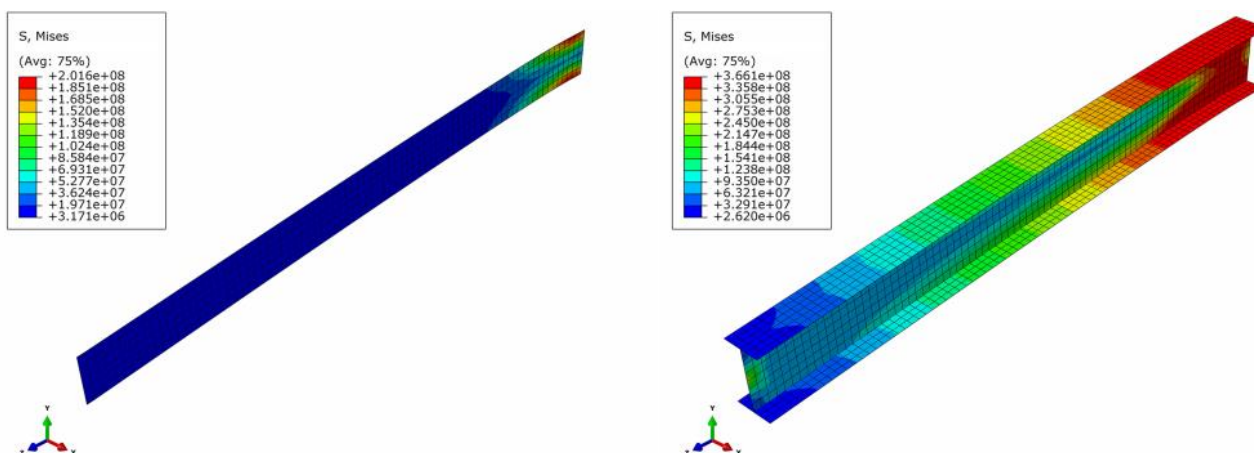 S, Mises
(Avg: 75%)
+2.016e+08
+1.851e+08
+1.685e+08
+1.520e+08
+1.354e+08
+1.189e+08
+1.024e+08
+8.584e+07
+6.931e+07
+5.277e+07
+3.624e+07
+1.971e+07
+3.171e+06
Y
Z
X
S, Mises
(Avg: 75%)
+3.661e+08
+3.358e+08
+3.055e+08
+2.753e+08
+2.450e+08
+2.147e+08
+1.844e+08
+1.541e+08
+1.238e+08
+9.350e+07
+6.321e+07
+3.291e+07
+2.620e+06
Y
Z
X